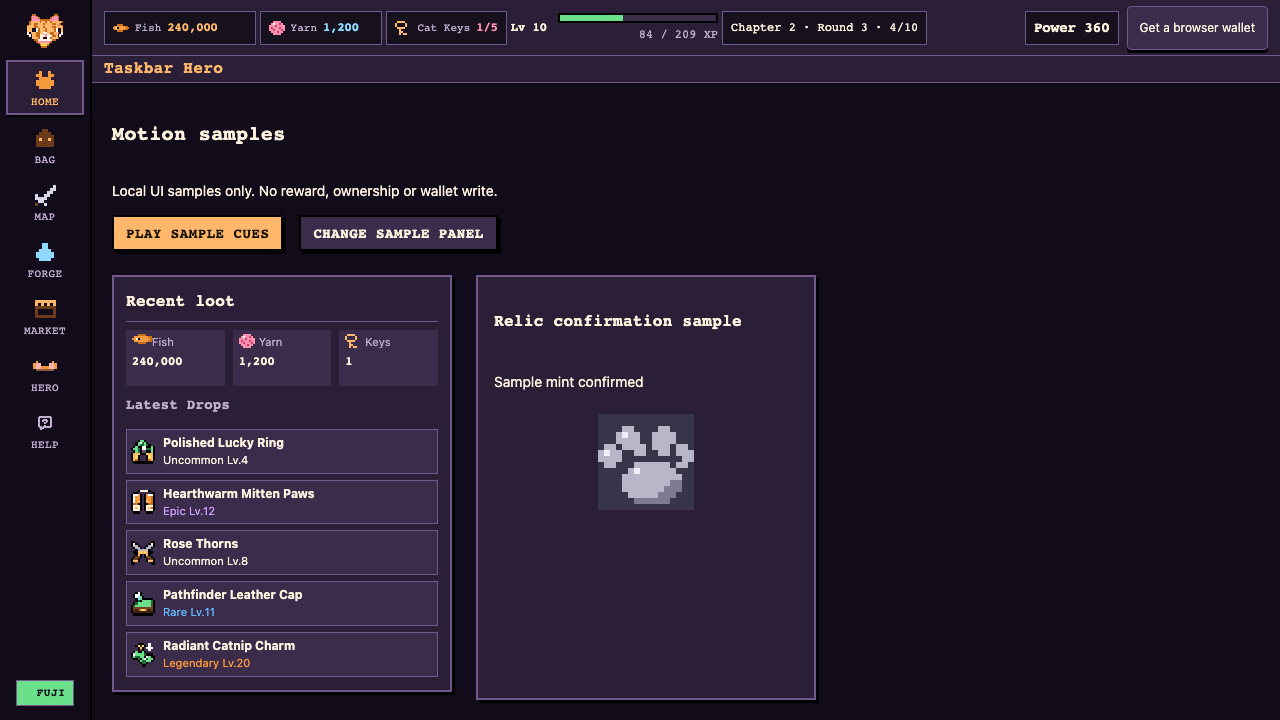 Fish 240,000
Yarn 1,200
Cat Keys 1/5
Lv 10
84 / 209 XP
Chapter 2 · Round 3 · 4/10
Power 360
Get a browser wallet
Taskbar Hero
HOME
BAG
MAP
FORGE
MARKET
HERO
HELP
FUJI
Motion samples
Local UI samples only. No reward, ownership or wallet write.
PLAY SAMPLE CUES
CHANGE SAMPLE PANEL
Recent loot
Fish
240,000
Yarn
1,200
Keys
1
Latest Drops
Polished Lucky Ring
Uncommon Lv.4
Hearthwarm Mitten Paws
Epic Lv.12
Rose Thorns
Uncommon Lv.8
Pathfinder Leather Cap
Rare Lv.11
Radiant Catnip Charm
Legendary Lv.20
Relic confirmation sample
Sample mint confirmed